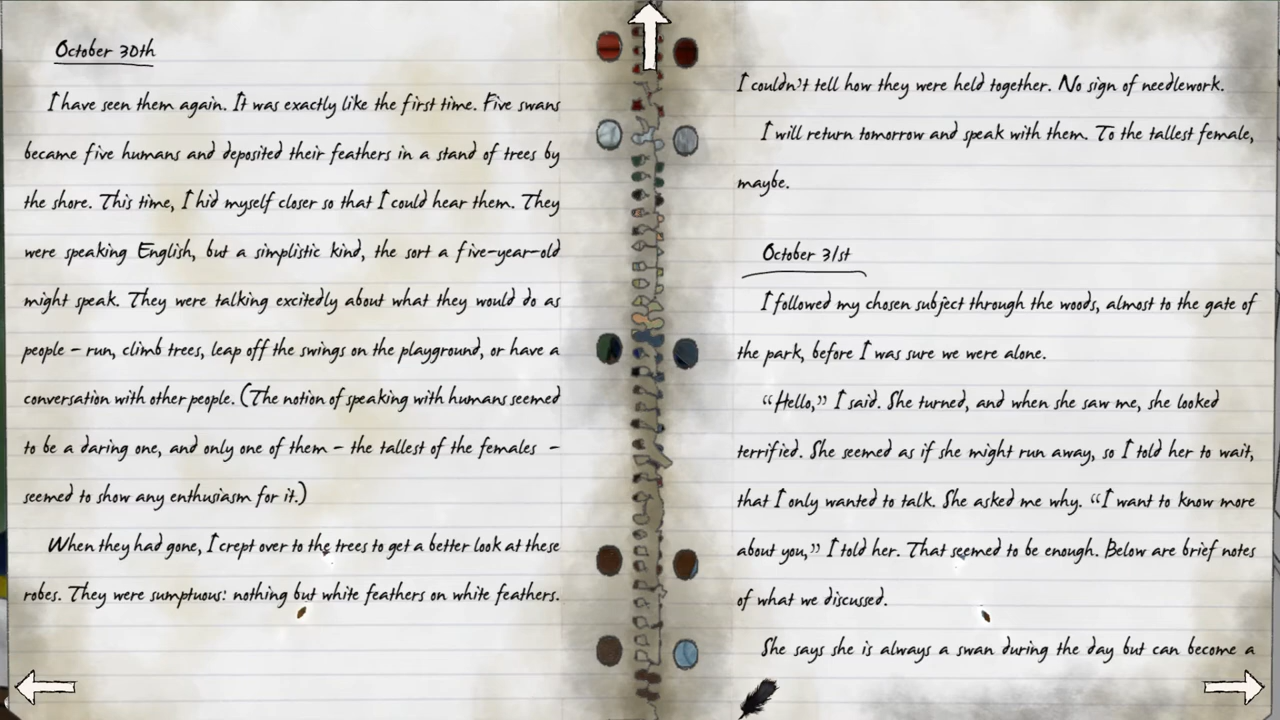 October 30th
I have seen them again. It was exactly like the first time. Five swans
became five humans and deposited their feathers in a stand of trees by
the shore. This time, I hid myself closer so that I could hear them. They
were speaking English, but a simplistic kind, the sort a five-year-old
might speak. They were talking excitedly about what they would do as
people – run, climb trees, leap off the swings on the playground, or have a
conversation with other people. (The notion of speaking with humans seemed
to be a daring one, and only one of them – the tallest of the females –
seemed to show any enthusiasm for it.)
When they had gone, I crept over to the trees to get a better look at these
robes. They were sumptuous: nothing but white feathers on white feathers.
I couldn't tell how they were held together. No sign of needlework.
I will return tomorrow and speak with them. To the tallest female,
maybe.
October 31st
I followed my chosen subject through the woods, almost to the gate of
the park, before I was sure we were alone.
“Hello,” I said. She turned, and when she saw me, she looked
terrified. She seemed as if she might run away, so I told her to wait,
that I only wanted to talk. She asked me why. “I want to know more
about you,” I told her. That seemed to be enough. Below are brief notes
of what we discussed.
She says she is always a swan during the day but can become a